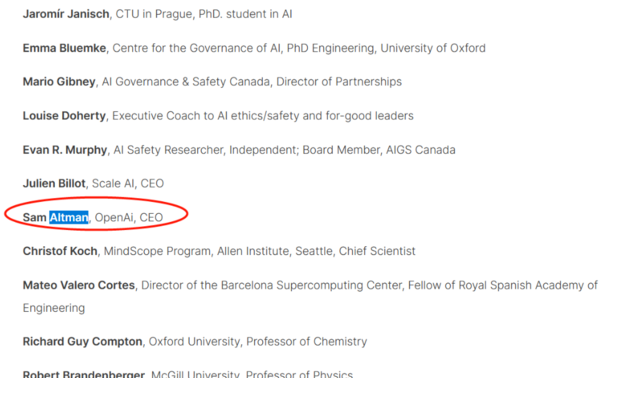 Jaromír Janisch, CTU in Prague, PhD. student in AI
Emma Bluemke, Centre for the Governance of AI, PhD Engineering, University of Oxford
Mario Gibney, AI Governance & Safety Canada, Director of Partnerships
Louise Doherty, Executive Coach to AI ethics/safety and for-good leaders
Evan R. Murphy, AI Safety Researcher, Independent; Board Member, AIGS Canada
Julien Billot, Scale AI, CEO
Sam Altman, OpenAi, CEO
Christof Koch, MindScope Program, Allen Institute, Seattle, Chief Scientist
Mateo Valero Cortes, Director of the Barcelona Supercomputing Center, Fellow of Royal Spanish Academy of
Engineering
Richard Guy Compton, Oxford University, Professor of Chemistry
Robert Brandenberger, McGill University, Professor of Physics